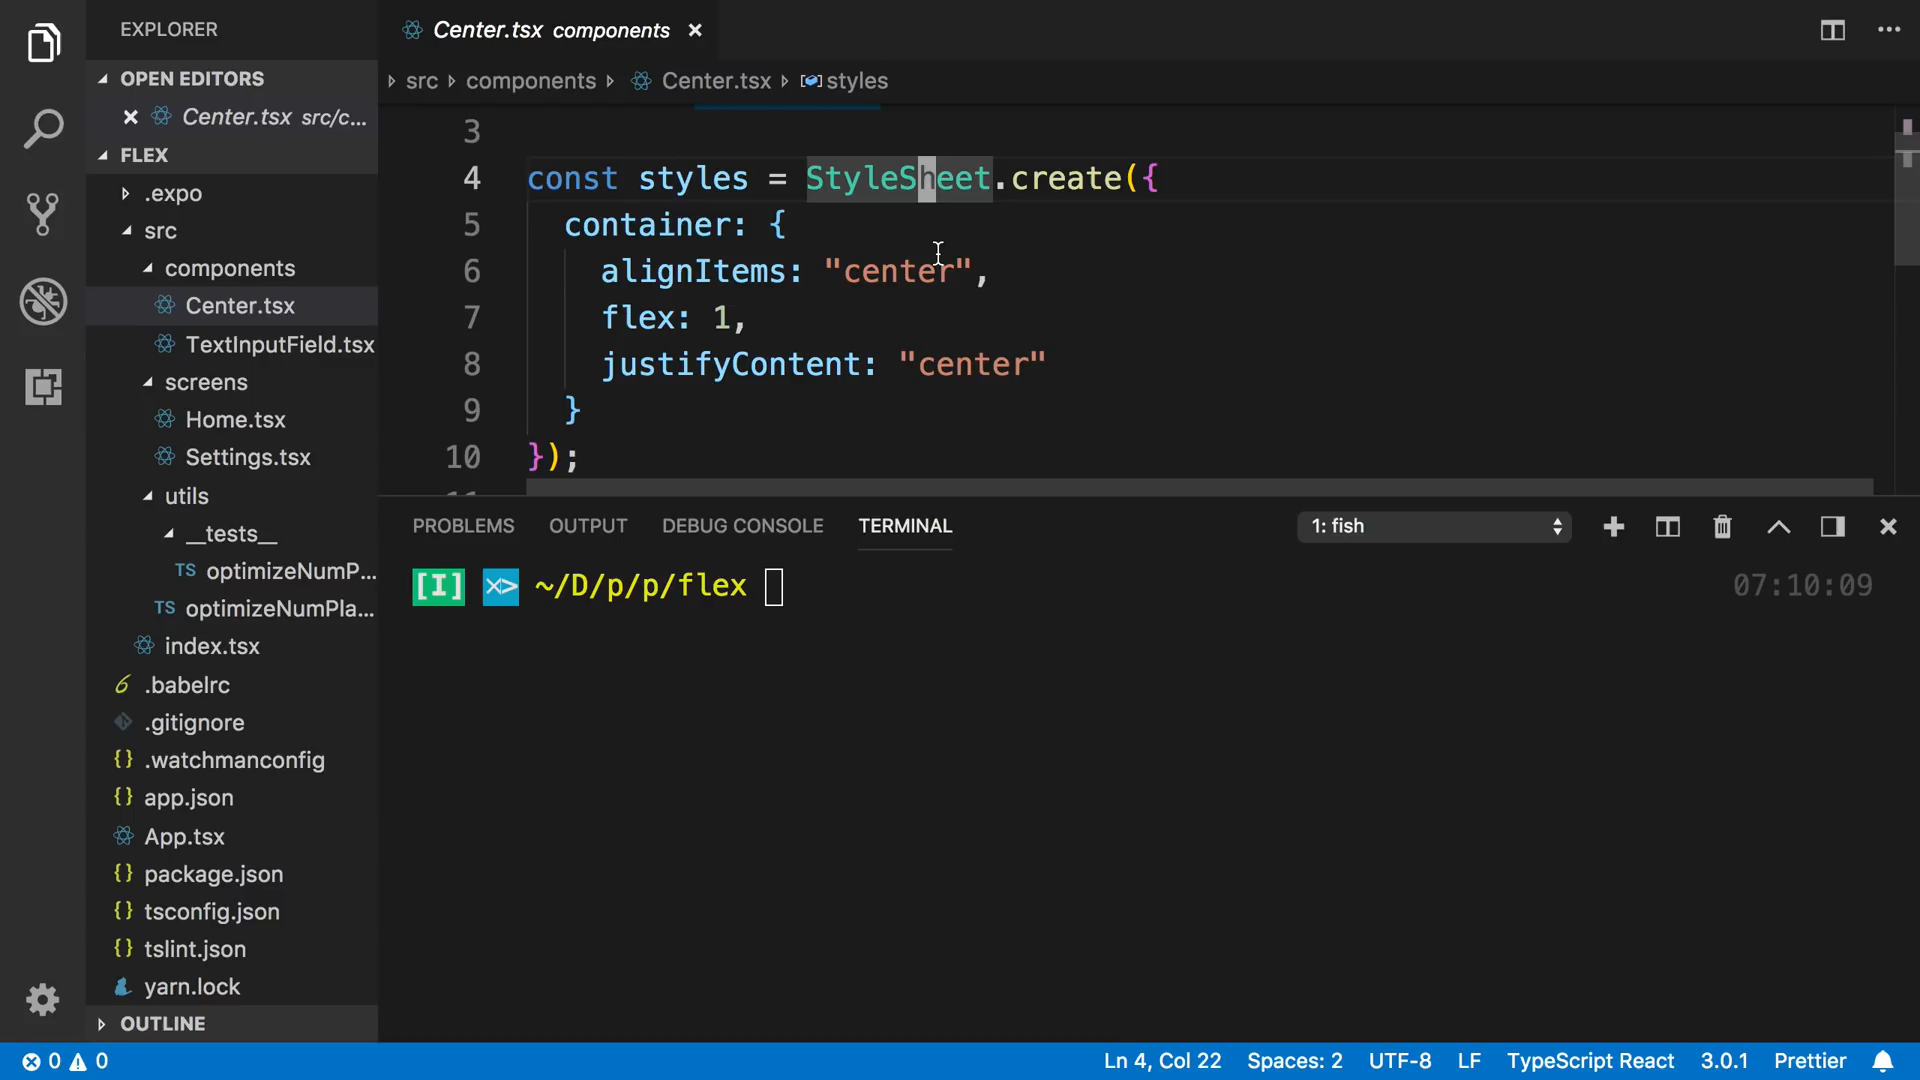 EXPLORER
OPEN EDITORS
Center.tsx src/c...
FLEX
.expo
src
components
Center.tsx
TextInputField.tsx
screens
Home.tsx
Settings.tsx
utils
__tests__
TS optimizeNumP...
TS optimizeNumPla...
index.tsx
.babelrc
.gitignore
{} .watchmanconfig
{} app.json
App.tsx
{} package.json
{} tsconfig.json
{} tslint.json
yarn.lock
OUTLINE
Center.tsx components
src components Center.tsx styles
3
4 const styles = StyleSheet.create({
5 container: {
6 alignItems: "center",
7 flex: 1,
8 justifyContent: "center"
9 }
10 });
PROBLEMS OUTPUT DEBUG CONSOLE TERMINAL 1: fish
[I] ~/D/p/p/flex 07:10:09
0 0 Ln 4, Col 22 Spaces: 2 UTF-8 LF TypeScript React 3.0.1 Prettier